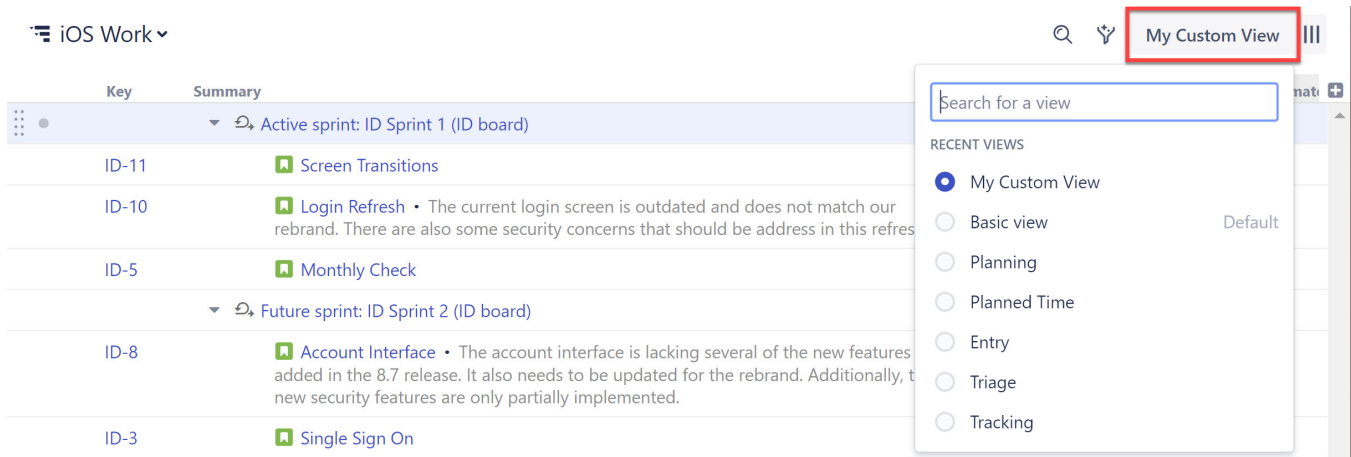 iOS Work
My Custom View
Key Summary
Active sprint: ID Sprint 1 (ID board)
ID-11 Screen Transitions
ID-10 Login Refresh • The current login screen is outdated and does not match our
rebrand. There are also some security concerns that should be address in this refres
ID-5 Monthly Check
Future sprint: ID Sprint 2 (ID board)
ID-8 Account Interface • The account interface is lacking several of the new features
added in the 8.7 release. It also needs to be updated for the rebrand. Additionally, t
new security features are only partially implemented.
ID-3 Single Sign On
Search for a view
RECENT VIEWS
My Custom View
Basic view Default
Planning
Planned Time
Entry
Triage
Tracking